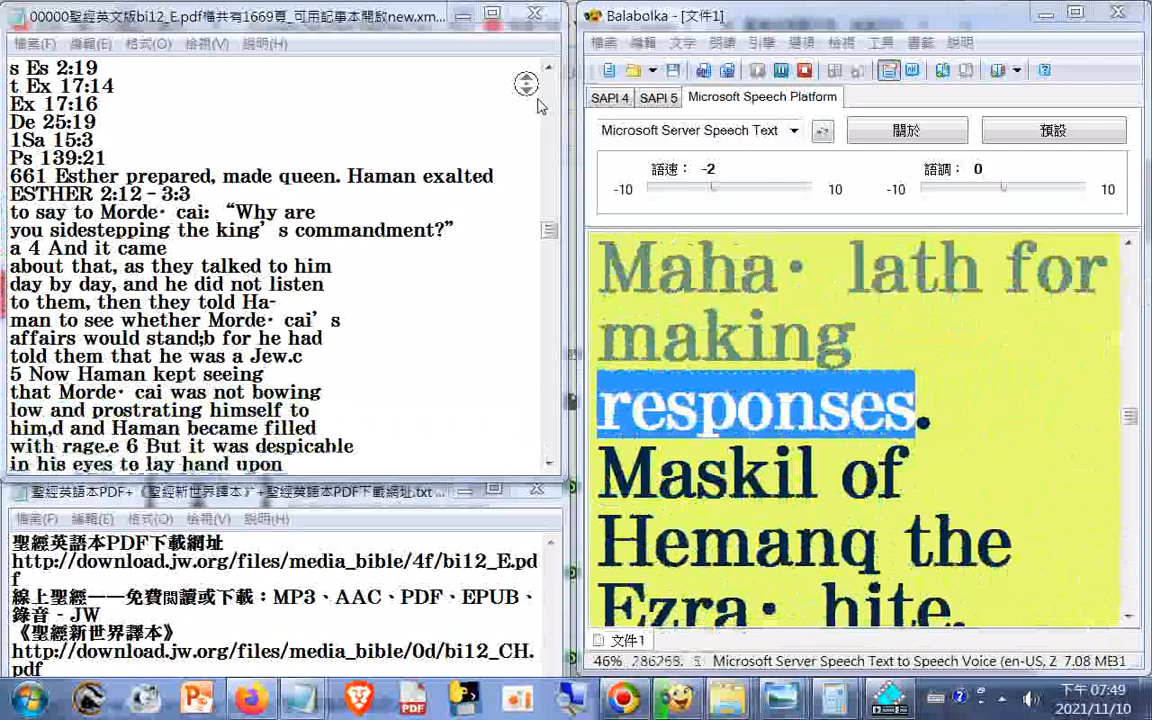 00000聖經英文版bi12_E.pdf檔共有1669頁_可用記事本開啟new.xm...
檔案(F) 編輯(E) 格式(O) 檢視(V) 說明(H)
s Es 2:19
t Ex 17:14
Ex 17:16
De 25:19
1Sa 15:3
Ps 139:21
661 Esther prepared, made queen. Haman exalted
ESTHER 2:12–3:3
to say to Morde· cai: “Why are
you sidestepping the king’s commandment?”
a 4 And it came
about that, as they talked to him
day by day, and he did not listen
to them, then they told Ha-
man to see whether Morde· cai’s
affairs would stand;b for he had
told them that he was a Jew.c
5 Now Haman kept seeing
that Morde· cai was not bowing
low and prostrating himself to
him,d and Haman became filled
with rage.e 6 But it was despicable
in his eyes to lay hand upon
聖經英語本PDF+《聖經新世界譯本》+聖經英語本PDF下載網址.txt ...
檔案(F) 編輯(E) 格式(O) 檢視(V) 說明(H)
聖經英語本PDF下載網址
http://download.jw.org/files/media_bible/4f/bi12_E.pd
f
線上聖經——免費閱讀或下載：MP3、AAC、PDF、EPUB、
錄音 - JW
《聖經新世界譯本》
http://download.jw.org/files/media_bible/0d/bi12_CH.
pdf
Balabolka - [文件1]
檔案 編輯 文字 朗讀 引擎 選項 檢視 工具 書籤 說明
SAPI 4 SAPI 5 Microsoft Speech Platform
Microsoft Server Speech Text 關於 預設
語速： -2 語調： 0
-10 10 -10 10
Maha· lath for
making
responses.
Maskil of
Hemanq the
Ezra· hite.
文件1
46% Microsoft Server Speech Text to Speech Voice (en-US, Z 7.08 MB
PDF
下午 07:49
2021/11/10